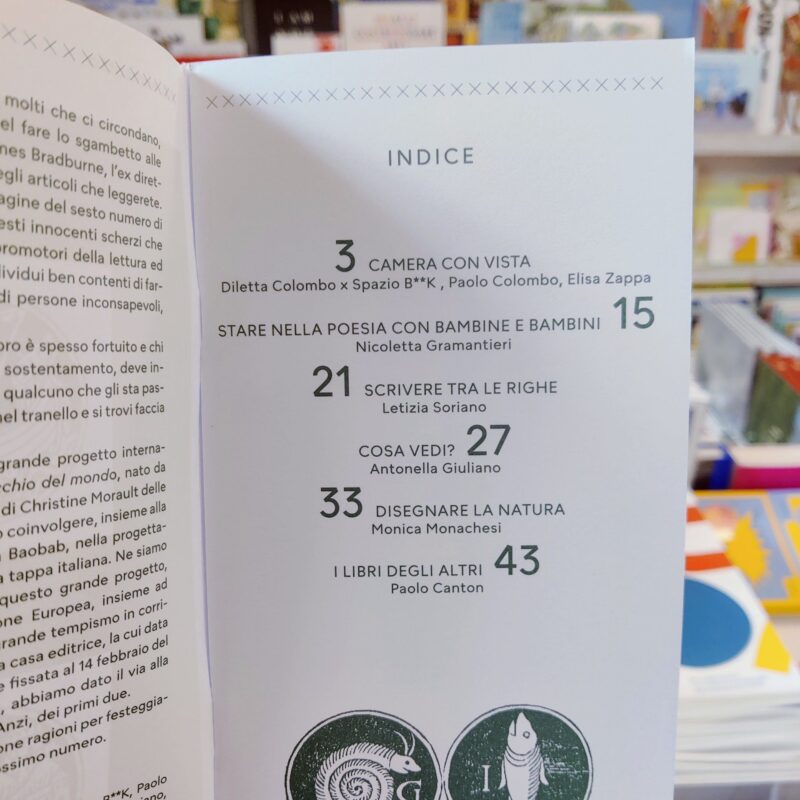 molti che ci circondano,
el fare lo sgambetto alle
nes Bradburne, l'ex diret-
egli articoli che leggerete.
agine del sesto numero di
esti innocenti scherzi che
promotori della lettura ed
dividui ben contenti di far-
di persone inconsapevoli,
bro è spesso fortuito e chi
sostentamento, deve in-
qualcuno che gli sta pas-
nel tranello e si trovi faccia
grande progetto interna-
chio del mondo, nato da
di Christine Morault delle
o coinvolgere, insieme alla
Baobab, nella progetta-
a tappa italiana. Ne siamo
questo grande progetto,
one Europea, insieme ad
grande tempismo in corri-
a casa editrice, la cui data
e fissata al 14 febbraio del
, abbiamo dato il via alla
Anzi, dei primi due.
one ragioni per festeggia-
ossimo numero.
B**K, Paolo
INDICE
3 CAMERA CON VISTA
Diletta Colombo x Spazio B**K , Paolo Colombo, Elisa Zappa
STARE NELLA POESIA CON BAMBINE E BAMBINI 15
Nicoletta Gramantieri
21 SCRIVERE TRA LE RIGHE
Letizia Soriano
COSA VEDI? 27
Antonella Giuliano
33 DISEGNARE LA NATURA
Monica Monachesi
I LIBRI DEGLI ALTRI 43
Paolo Canton
G I